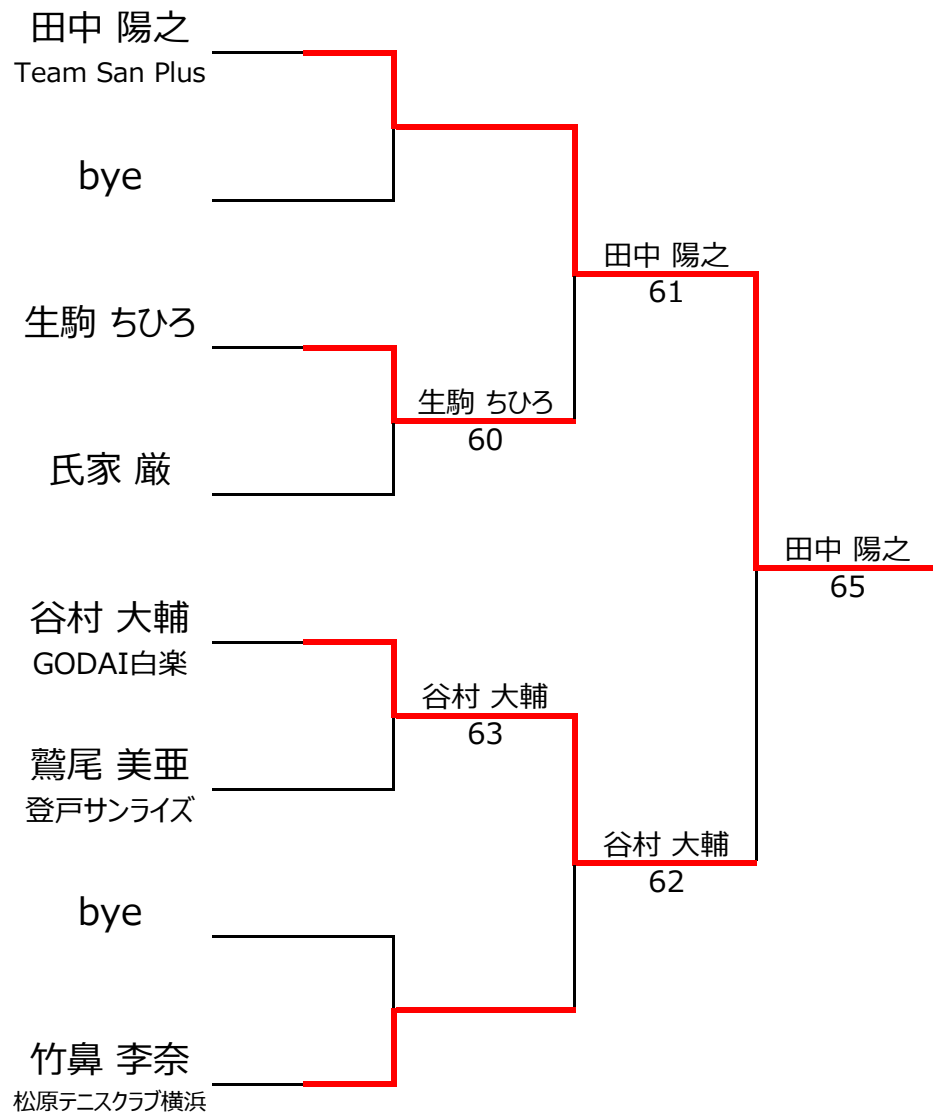 田中 陽之
Team San Plus
bye
田中 陽之
61
生駒 ちひろ
生駒 ちひろ
60
氏家 厳
田中 陽之
65
谷村 大輔
GODAI白楽
谷村 大輔
63
鷲尾 美亜
登戸サンライズ
谷村 大輔
62
bye
竹鼻 李奈
松原テニスクラブ横浜